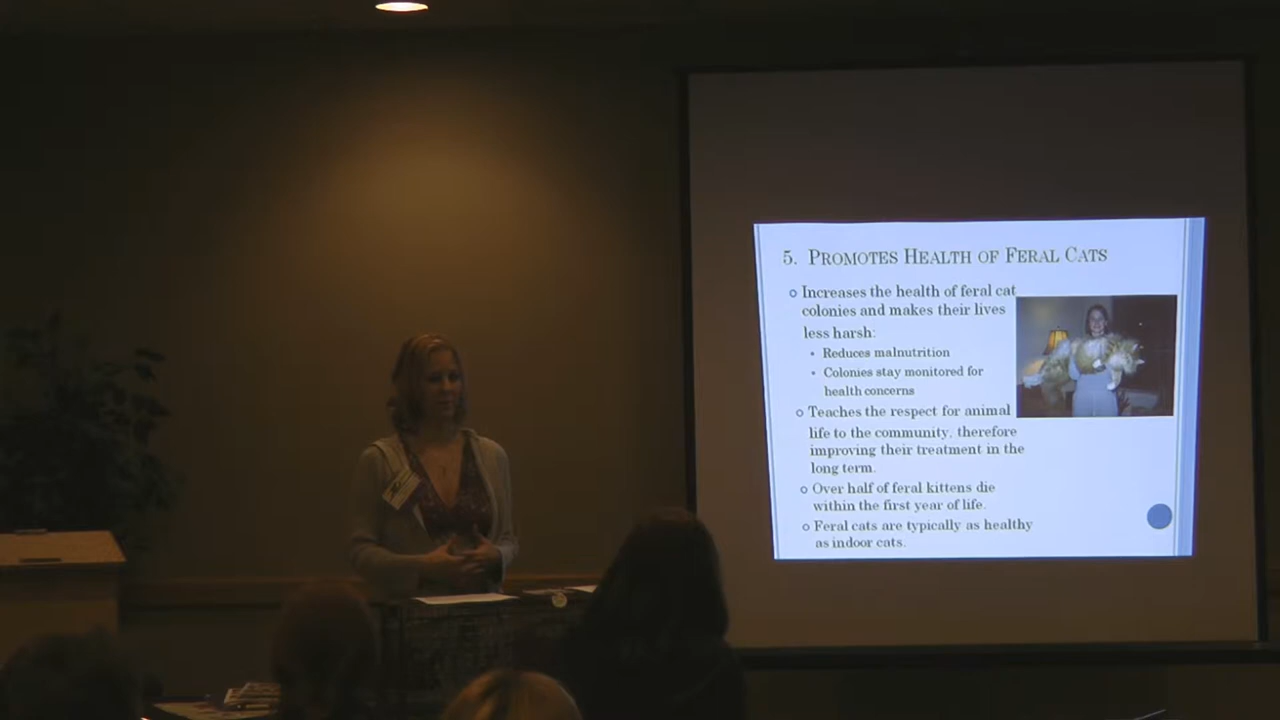 5. PROMOTES HEALTH OF FERAL CATS
Increases the health of feral cat
colonies and makes their lives
less harsh:
Reduces malnutrition
Colonies stay monitored for
health concerns
Teaches the respect for animal
life to the community, therefore
improving their treatment in the
long term.
Over half of feral kittens die
within the first year of life.
Feral cats are typically as healthy
as indoor cats.